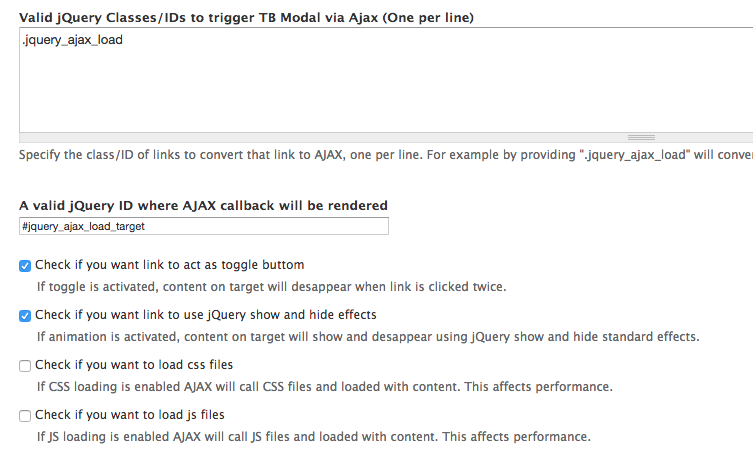 Valid jQuery Classes/IDs to trigger TB Modal via Ajax (One per line)
.jquery_ajax_load
Specify the class/ID of links to convert that link to AJAX, one per line. For example by providing ".jquery_ajax_load" will conve
A valid jQuery ID where AJAX callback will be rendered
#jquery_ajax_load_target
Check if you want link to act as toggle buttom
If toggle is activated, content on target will desappear when link is clicked twice.
Check if you want link to use jQuery show and hide effects
If animation is activated, content on target will show and desappear using jQuery show and hide standard effects.
Check if you want to load css files
If CSS loading is enabled AJAX will call CSS files and loaded with content. This affects performance.
Check if you want to load js files
If JS loading is enabled AJAX will call JS files and loaded with content. This affects performance.